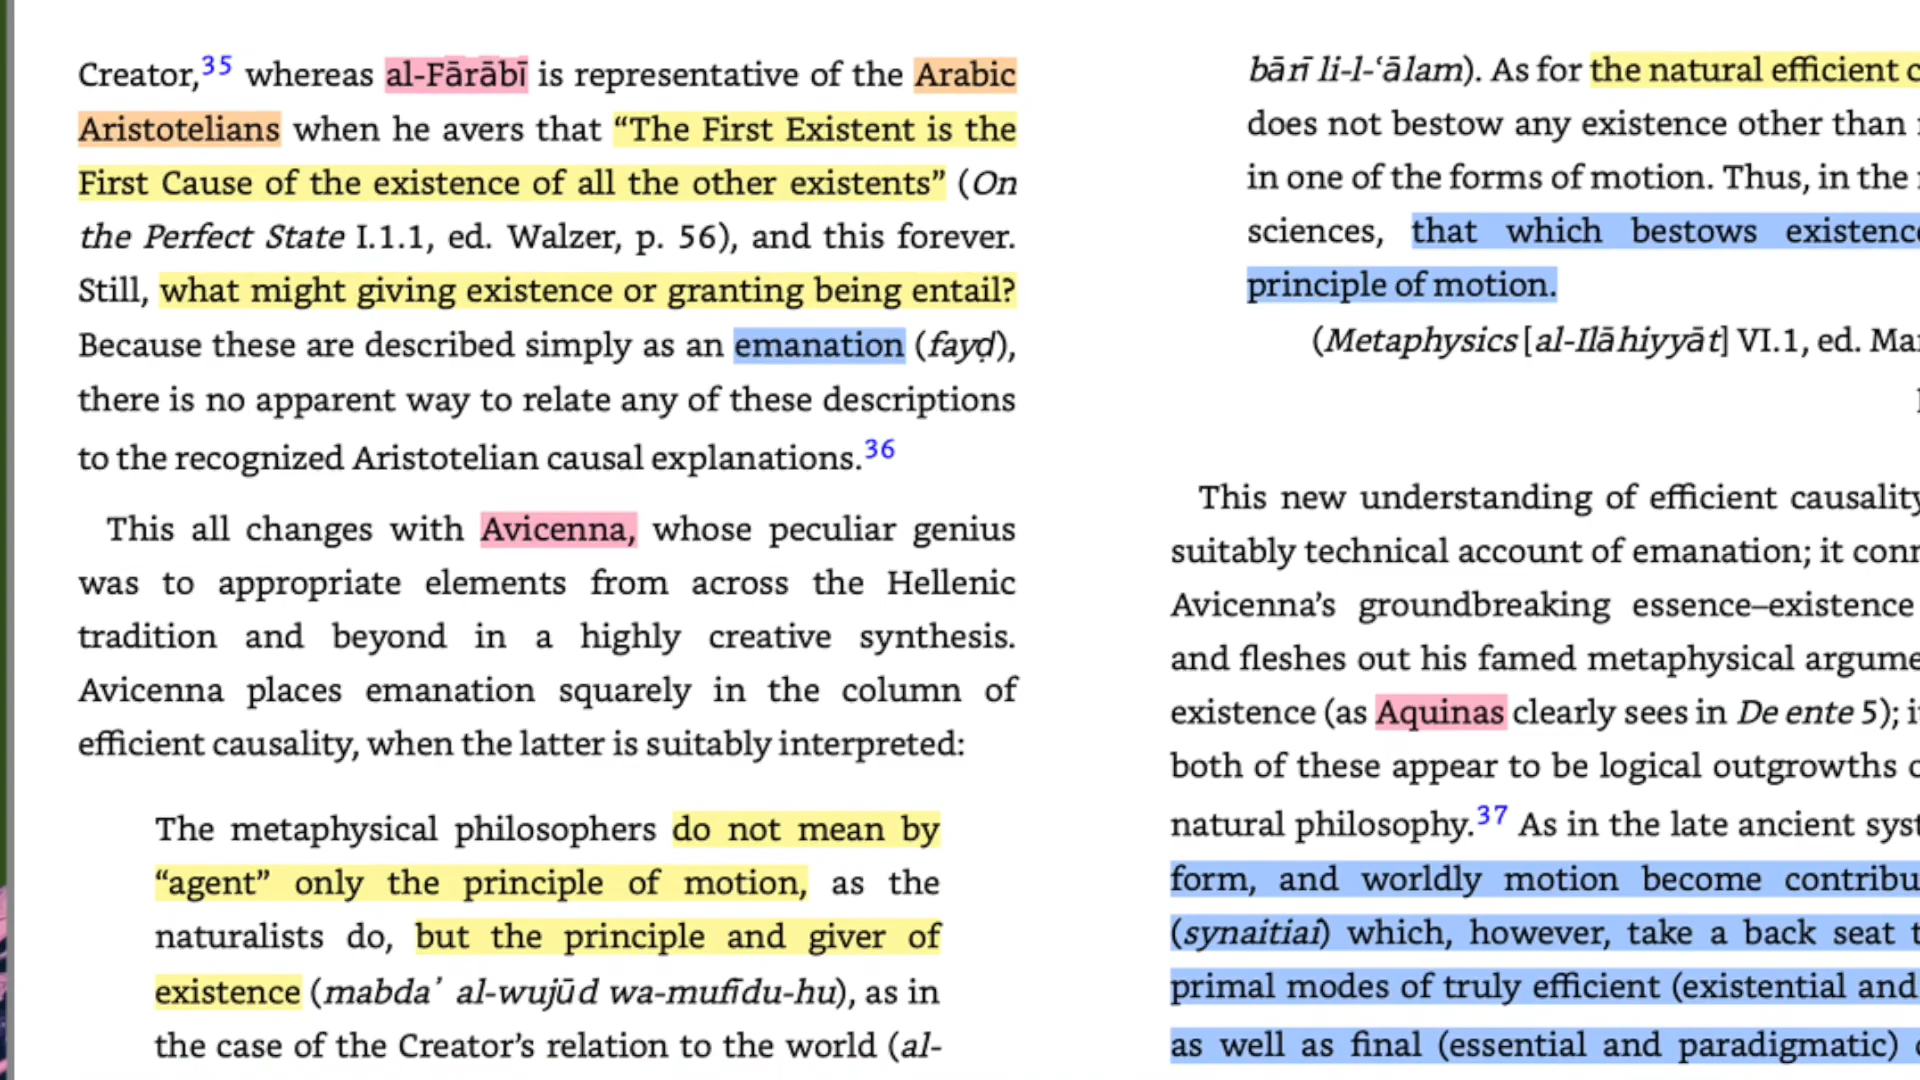 Creator,35 whereas al-Fārābī is representative of the Arabic
Aristotelians when he avers that “The First Existent is the
First Cause of the existence of all the other existents” (On
the Perfect State I.1.1, ed. Walzer, p. 56), and this forever.
Still, what might giving existence or granting being entail?
Because these are described simply as an emanation (fayḍ),
there is no apparent way to relate any of these descriptions
to the recognized Aristotelian causal explanations.36
This all changes with Avicenna, whose peculiar genius
was to appropriate elements from across the Hellenic
tradition and beyond in a highly creative synthesis.
Avicenna places emanation squarely in the column of
efficient causality, when the latter is suitably interpreted:
The metaphysical philosophers do not mean by
“agent” only the principle of motion, as the
naturalists do, but the principle and giver of
existence (mabdaʾ al-wujūd wa-mufīdu-hu), as in
the case of the Creator’s relation to the world (al-
bārī li-l-ʿālam). As for the natural efficient
does not bestow any existence other than
in one of the forms of motion. Thus, in the
sciences, that which bestows
principle of motion.
(Metaphysics [al-Ilāhiyyāt] VI.1, ed.
This new understanding of efficient causality
suitably technical account of emanation; it
Avicenna’s groundbreaking essence–existence
and fleshes out his famed metaphysical
existence (as Aquinas clearly sees in De ente 5);
both of these appear to be logical outgrowths
natural philosophy.37 As in the late ancient
form, and worldly motion become
(synaitiai) which, however, take a back seat
primal modes of truly efficient (existential and
as well as final (essential and paradigmatic)